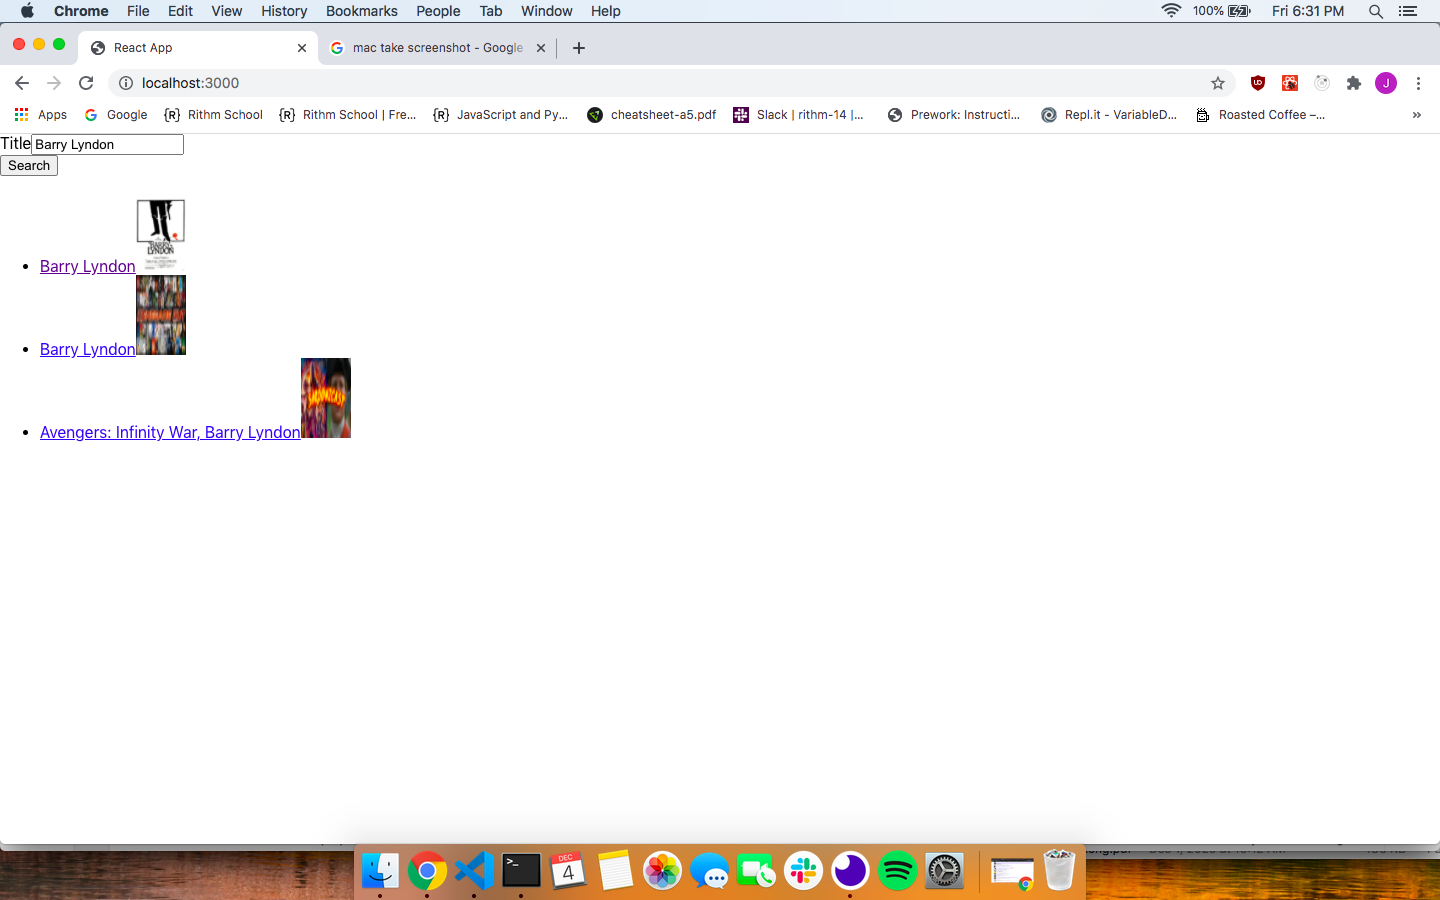 Chrome File Edit View History Bookmarks People Tab Window Help 100% Fri 6:31 PM
React App mac take screenshot - Google
localhost:3000 J
Apps Google {R} Rithm School {R} Rithm School | Fre... {R} JavaScript and Py... cheatsheet-a5.pdf Slack | rithm-14 |... Prework: Instructi... Repl.it - VariableD... Roasted Coffee –... »
Title Barry Lyndon
Search
BARRY
LYNDON
Barry Lyndon
Barry Lyndon
Avengers: Infinity War, Barry Lyndon
DEC
4